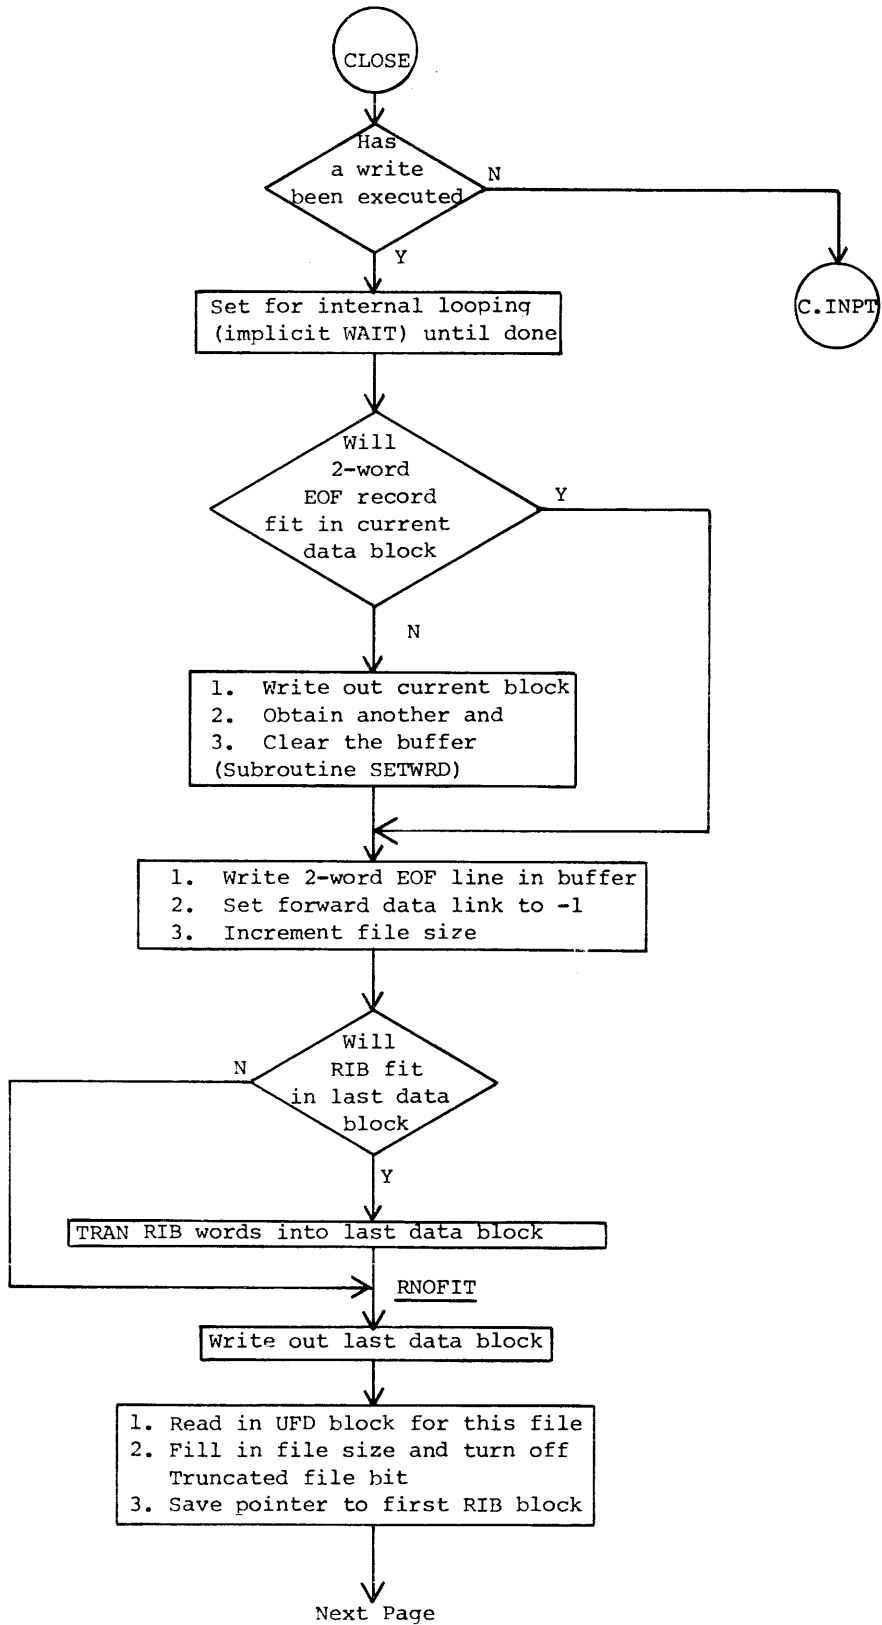 CLOSE
Has
a write
been executed
N
Y
Set for internal looping
(implicit WAIT) until done
C.INPT
Will
2-word
EOF record
fit in current
data block
Y
N
1. Write out current block
2. Obtain another and
3. Clear the buffer
(Subroutine SETWRD)
1. Write 2-word EOF line in buffer
2. Set forward data link to -1
3. Increment file size
Will
RIB fit
in last data
block
N
Y
TRAN RIB words into last data block
RNOFIT
Write out last data block
1. Read in UFD block for this file
2. Fill in file size and turn off
Truncated file bit
3. Save pointer to first RIB block
Next Page